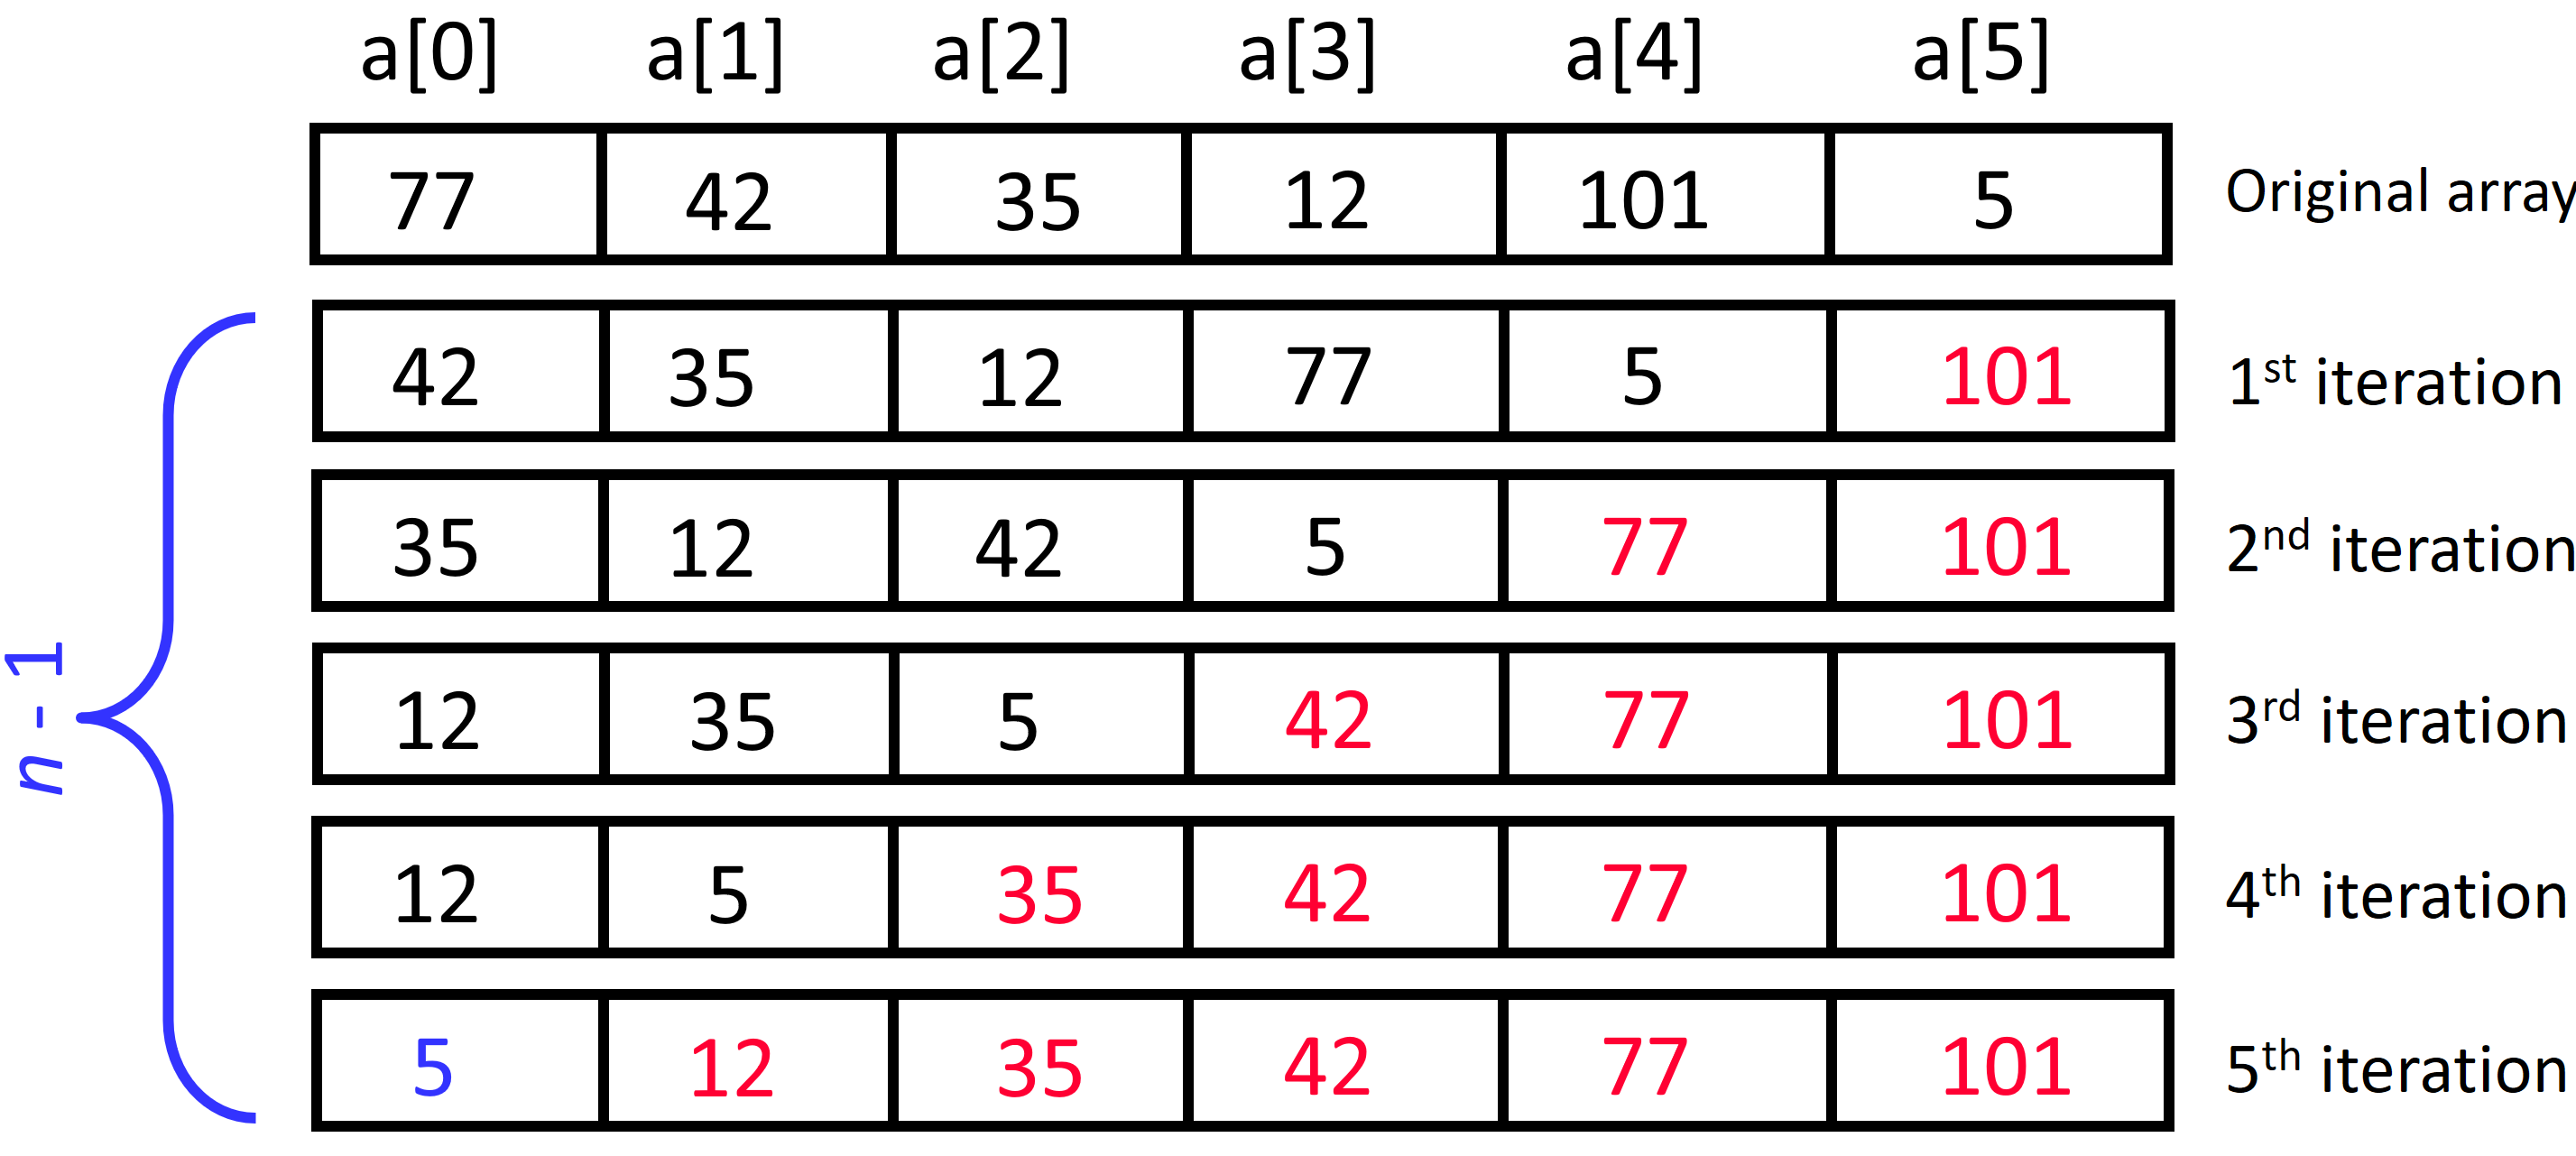 a[0] a[1] a[2] a[3] a[4] a[5]
77 42 35 12 101 5 Original array
42 35 12 77 5 101 1st iteration
35 12 42 5 77 101 2nd iteration
n - 1
12 35 5 42 77 101 3rd iteration
12 5 35 42 77 101 4th iteration
5 12 35 42 77 101 5th iteration